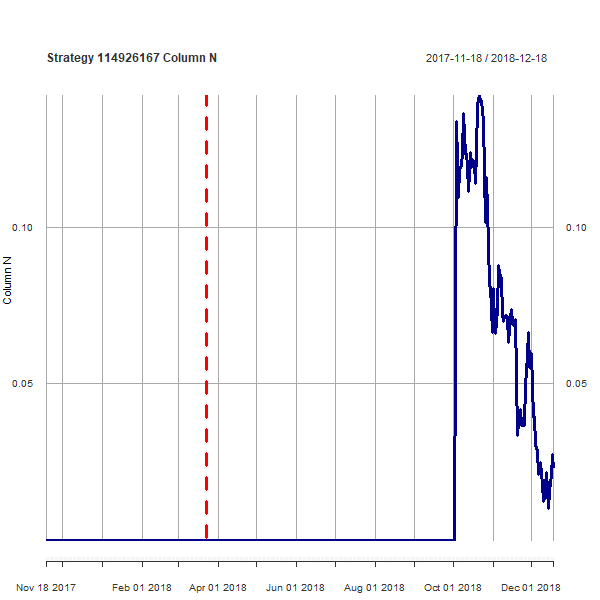 Strategy 114926167 Column N
2017-11-18 / 2018-12-18
0.10
0.10
Column N
0.05
0.05
Nov 18 2017
Feb 01 2018
Apr 01 2018
Jun 01 2018
Aug 01 2018
Oct 01 2018
Dec 01 2018